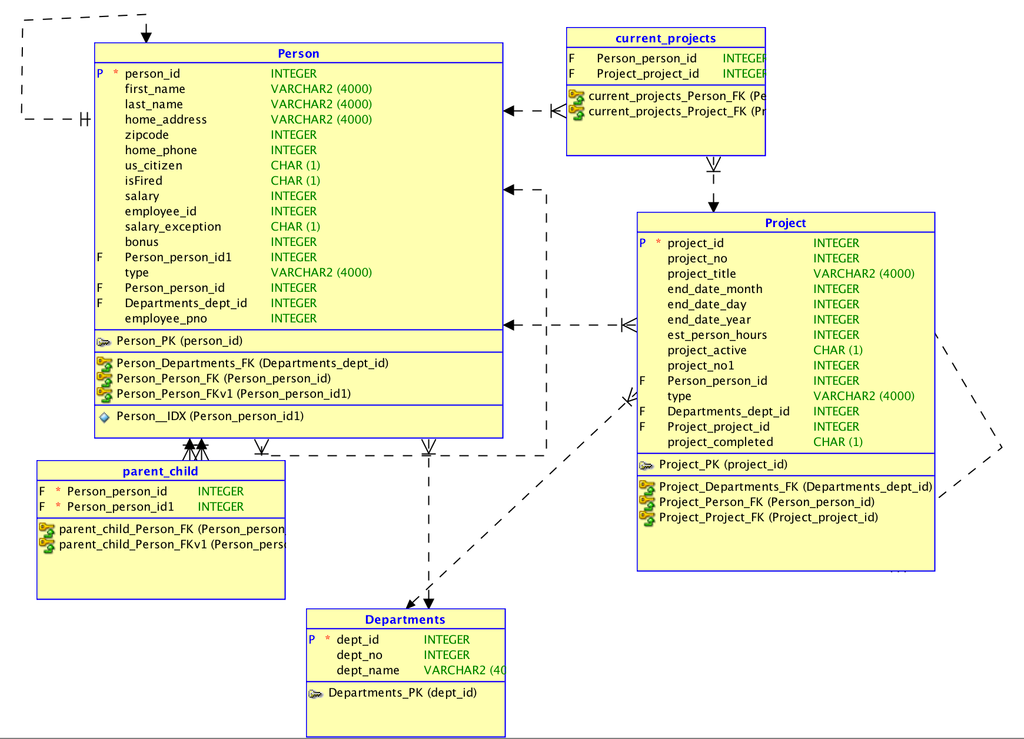 Person
P * person_id INTEGER
first_name VARCHAR2 (4000)
last_name VARCHAR2 (4000)
home_address VARCHAR2 (4000)
zipcode INTEGER
home_phone INTEGER
us_citizen CHAR (1)
isFired CHAR (1)
salary INTEGER
employee_id INTEGER
salary_exception CHAR (1)
bonus INTEGER
F Person_person_id1 INTEGER
type VARCHAR2 (4000)
F Person_person_id INTEGER
F Departments_dept_id INTEGER
employee_pno INTEGER
Person_PK (person_id)
Person_Departments_FK (Departments_dept_id)
Person_Person_FK (Person_person_id)
Person_Person_FKv1 (Person_person_id1)
Person__IDX (Person_person_id1)
current_projects
F Person_person_id INTEGER
F Project_project_id INTEGER
current_projects_Person_FK (Pe
current_projects_Project_FK (Pr
Project
P * project_id INTEGER
project_no INTEGER
project_title VARCHAR2 (4000)
end_date_month INTEGER
end_date_day INTEGER
end_date_year INTEGER
est_person_hours INTEGER
project_active CHAR (1)
project_no1 INTEGER
F Person_person_id INTEGER
type VARCHAR2 (4000)
F Departments_dept_id INTEGER
F Project_project_id INTEGER
project_completed CHAR (1)
Project_PK (project_id)
Project_Departments_FK (Departments_dept_id)
Project_Person_FK (Person_person_id)
Project_Project_FK (Project_project_id)
parent_child
F * Person_person_id INTEGER
F * Person_person_id1 INTEGER
parent_child_Person_FK (Person_person
parent_child_Person_FKv1 (Person_pers
Departments
P * dept_id INTEGER
dept_no INTEGER
dept_name VARCHAR2 (40
Departments_PK (dept_id)